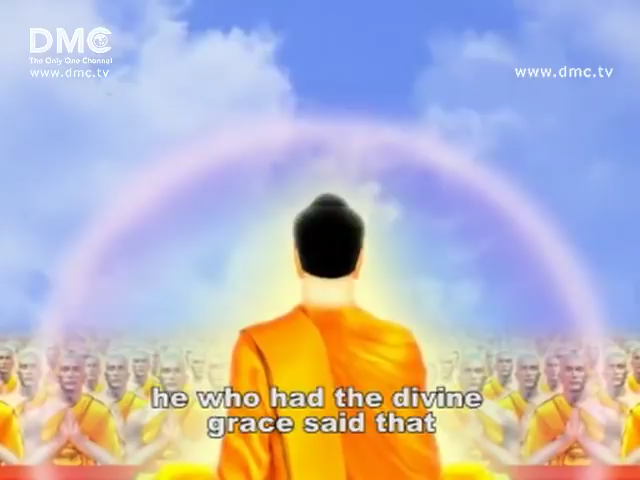 DMC
The Only One Channel
www.dmc.tv
www.dmc.tv
he who had the divine
grace said that